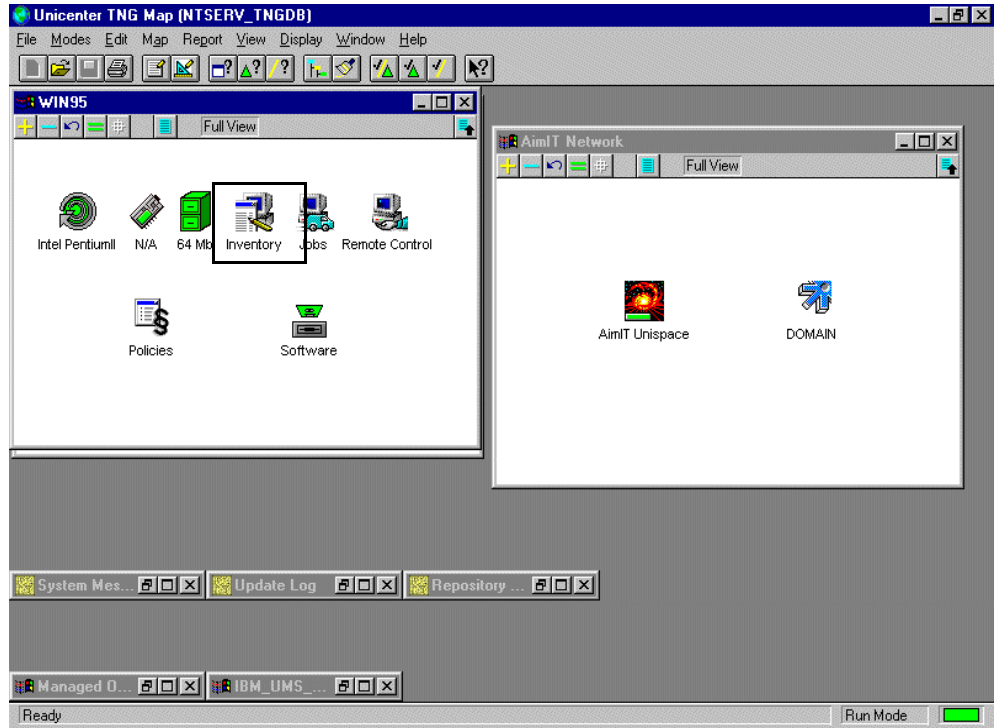 Unicenter TNG Map (NTSERV_TNGDB)
File Modes Edit Map Report View Display Window Help
WIN95
Full View
Intel PentiumII N/A 64 Mb Inventory Jobs Remote Control
Policies Software
AimIT Network
Full View
AimIT Unispace DOMAIN
System Mes... Update Log Repository ...
Managed O... IBM_UMS_...
Ready Run Mode